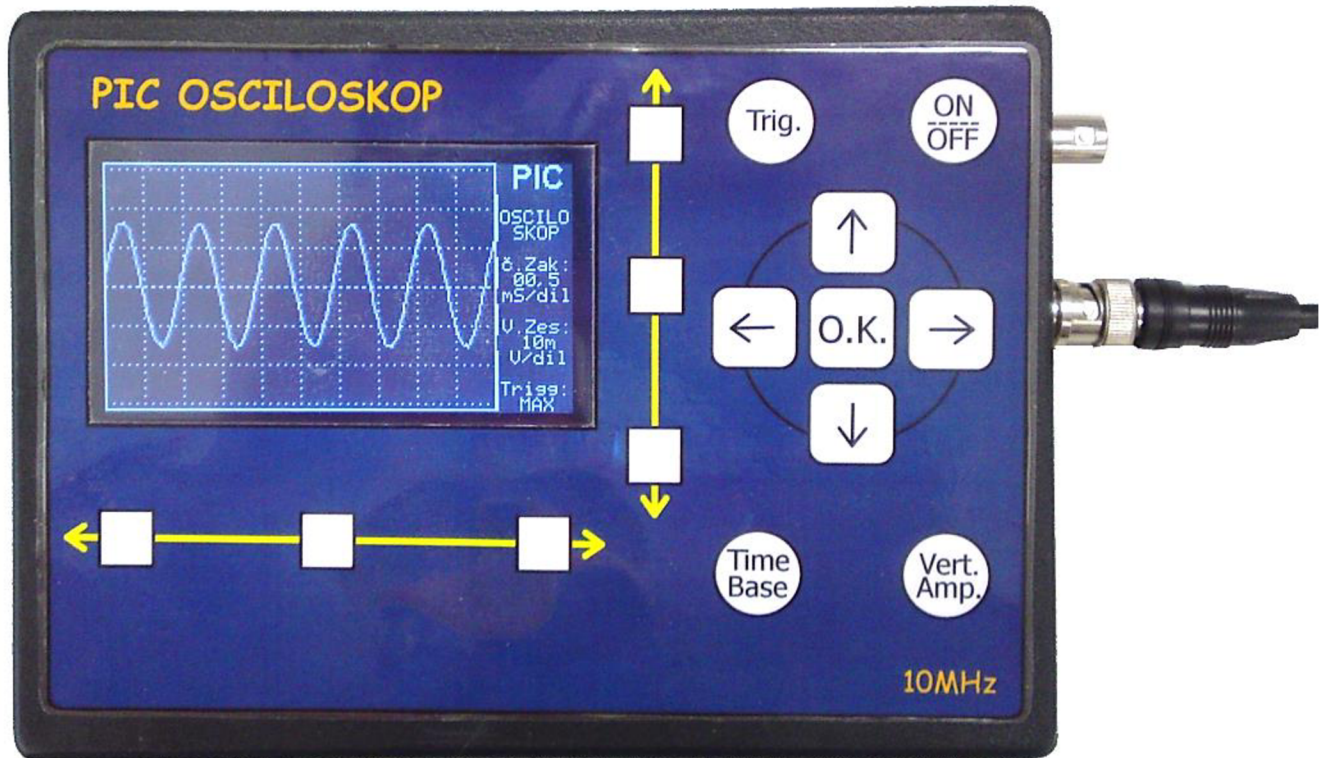 PIC OSCILOSKOP
PIC
OSCILO
SKOP
č.Zak:
00,5
mS/dil
V.Zes:
10m
V/dil
Trigg:
MAX
Trig.
ON
OFF
O.K.
Time
Base
Vert.
Amp.
10MHz